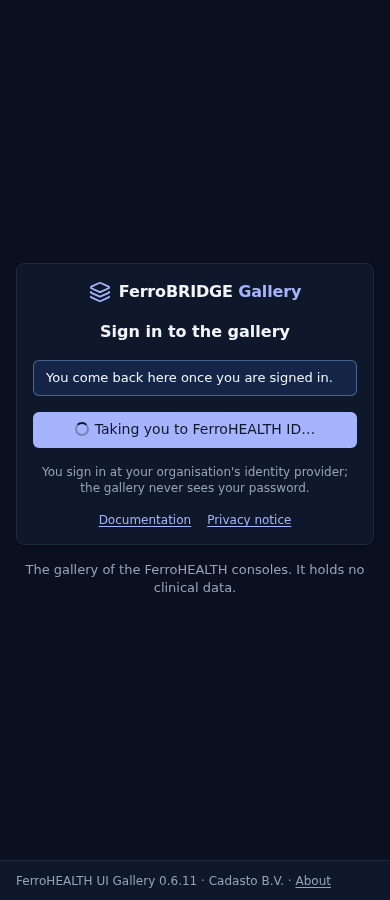 FerroBRIDGE Gallery
Sign in to the gallery
You come back here once you are signed in.
Taking you to FerroHEALTH ID…
You sign in at your organisation's identity provider;
the gallery never sees your password.
Documentation Privacy notice
The gallery of the FerroHEALTH consoles. It holds no
clinical data.
FerroHEALTH UI Gallery 0.6.11 · Cadasto B.V. · About